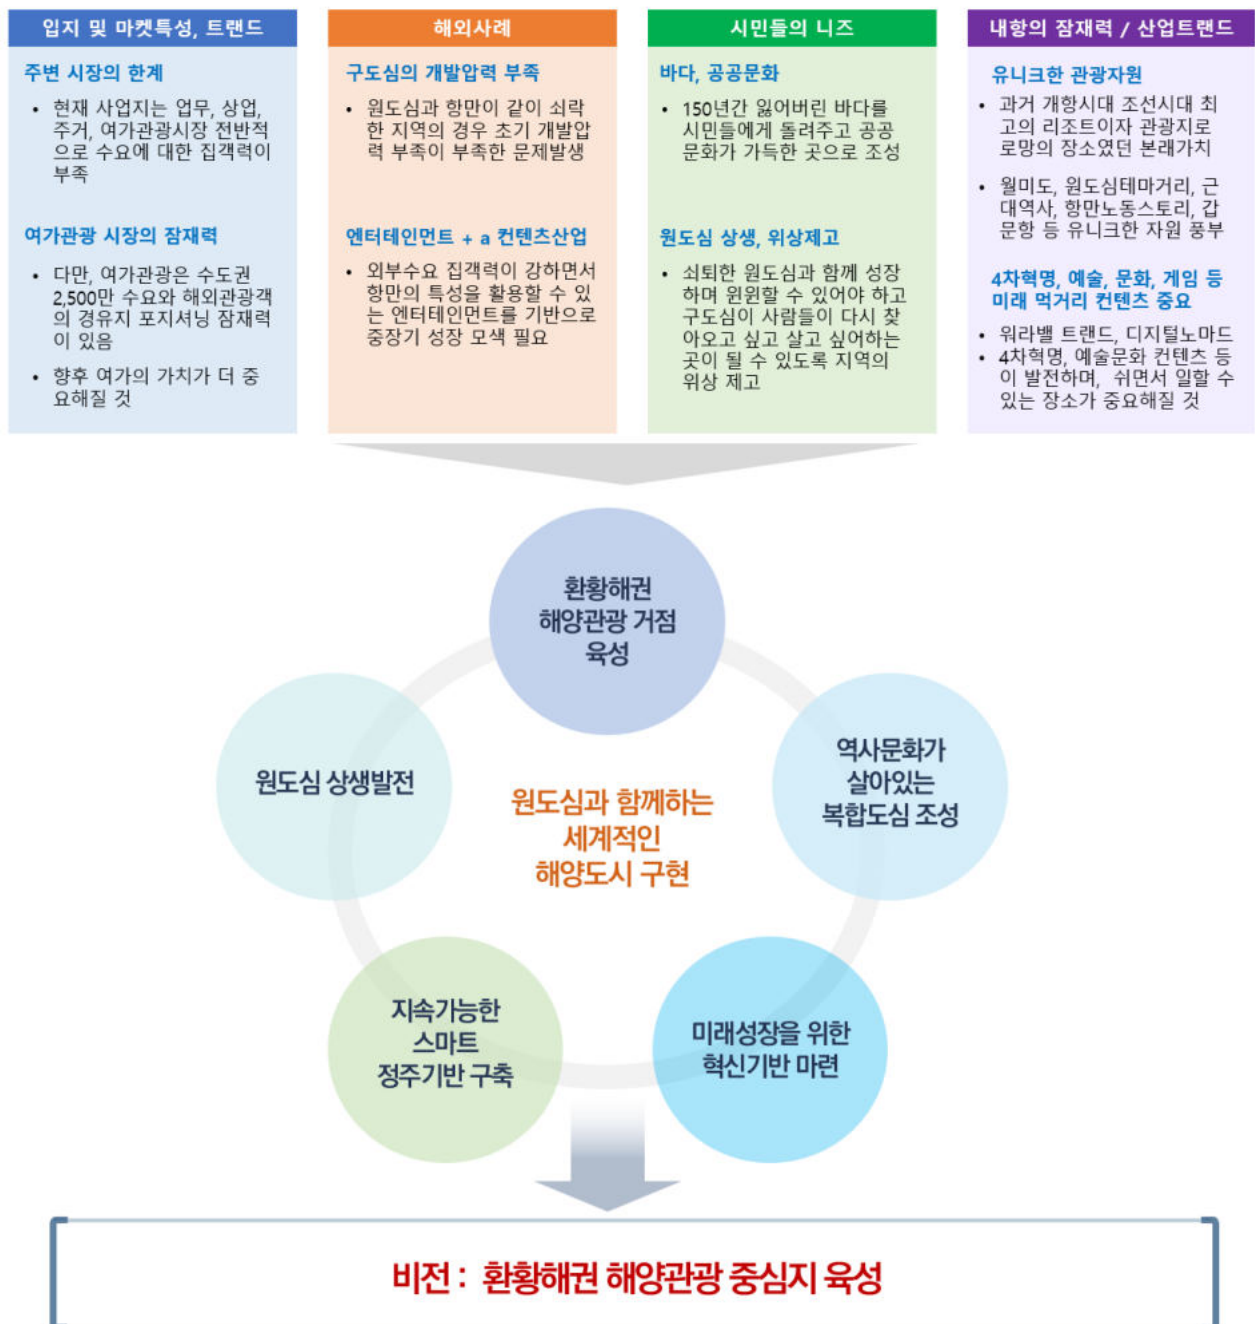 입지 및 마켓특성, 트랜드
주변 시장의 한계
• 현재 사업지는 업무, 상업,
주거, 여가관광시장 전반적
으로 수요에 대한 집객력이
부족
여가관광 시장의 잠재력
• 다만, 여가관광은 수도권
2,500만 수요와 해외관광객
의 경유지 포지셔닝 잠재력
이 있음
• 향후 여가의 가치가 더 중
요해질 것
해외사례
구도심의 개발압력 부족
• 원도심과 항만이 같이 쇠락
한 지역의 경우 초기 개발압
력 부족이 부족한 문제발생
엔터테인먼트 + a 컨텐츠산업
• 외부수요 집객력이 강하면서
항만의 특성을 활용할 수 있
는 엔터테인먼트를 기반으로
중장기 성장 모색 필요
시민들의 니즈
바다, 공공문화
• 150년간 잃어버린 바다를
시민들에게 돌려주고 공공
문화가 가득한 곳으로 조성
원도심 상생, 위상제고
• 쇠퇴한 원도심과 함께 성장
하며 윈윈할 수 있어야 하고
구도심이 사람들이 다시 찾
아오고 싶고 살고 싶어하는
곳이 될 수 있도록 지역의
위상 제고
내항의 잠재력 / 산업트랜드
유니크한 관광자원
• 과거 개항시대 조선시대 최
고의 리조트이자 관광지로
로망의 장소였던 본래가치
• 월미도, 원도심테마거리, 근
대역사, 항만노동스토리, 갑
문항 등 유니크한 자원 풍부
4차혁명, 예술, 문화, 게임 등
미래 먹거리 컨텐츠 중요
• 워라밸 트랜드, 디지털노마드
• 4차혁명, 예술문화 컨텐츠 등
이 발전하며, 쉬면서 일할 수
있는 장소가 중요해질 것
환황해권
해양관광 거점
육성
원도심 상생발전
역사문화가
살아있는
복합도심 조성
원도심과 함께하는
세계적인
해양도시 구현
지속가능한
스마트
정주기반 구축
미래성장을 위한
혁신기반 마련
비전 : 환황해권 해양관광 중심지 육성